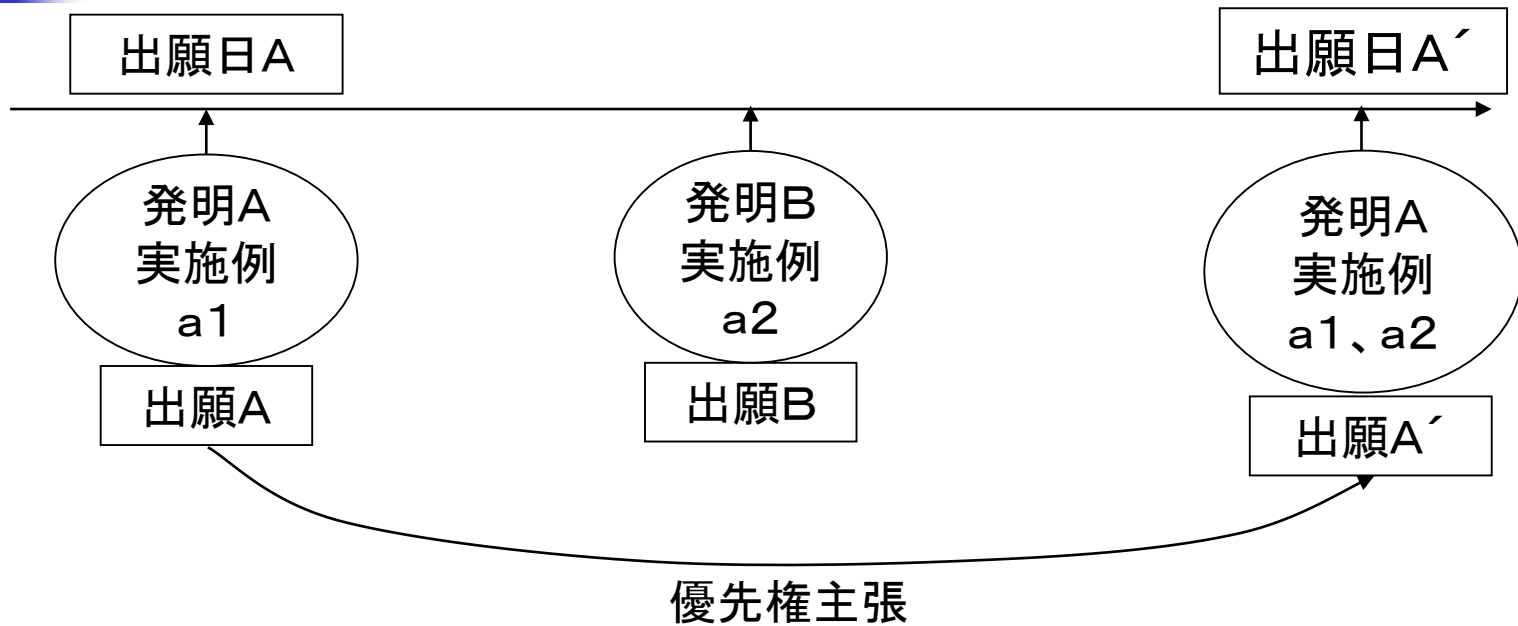 出願日A
出願日A´
発明A
実施例
a1
発明B
実施例
a2
発明A
実施例
a1、a2
出願A
出願B
出願A´
優先権主張